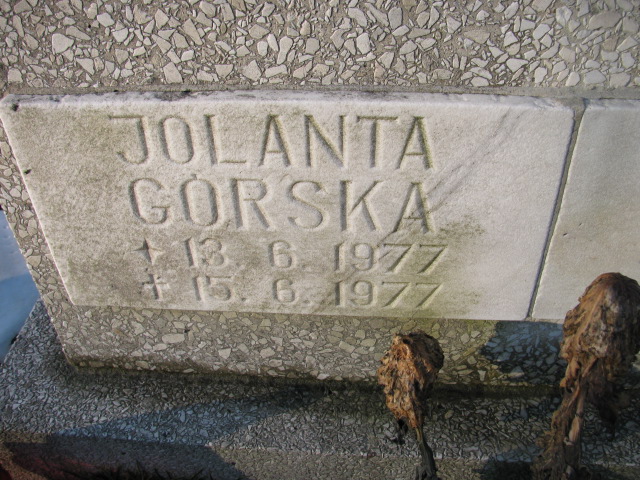 JOLANTA
GÓRSKA
✦ 13. 6. 1977
✝ 15. 6. 1977